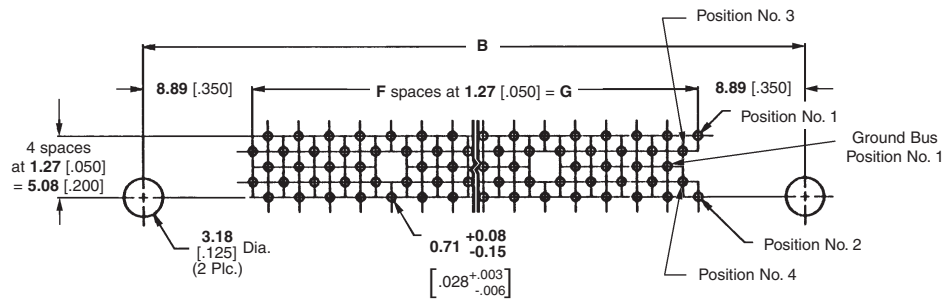 Position No. 3
B
8.89 [.350]
F spaces at 1.27 [.050] = G
8.89 [.350]
Position No. 1
4 spaces
at 1.27 [.050]
= 5.08 [.200]
Ground Bus
Position No. 1
3.18
[.125] Dia.
(2 Plc.)
0.71 +0.08
-0.15
[.028 +.003
-.006]
Position No. 2
Position No. 4